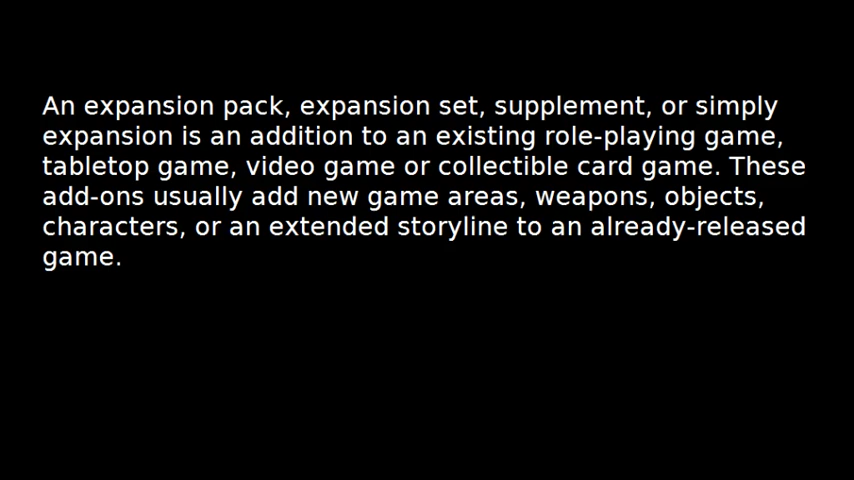 An expansion pack, expansion set, supplement, or simply
expansion is an addition to an existing role-playing game,
tabletop game, video game or collectible card game. These
add-ons usually add new game areas, weapons, objects,
characters, or an extended storyline to an already-released
game.